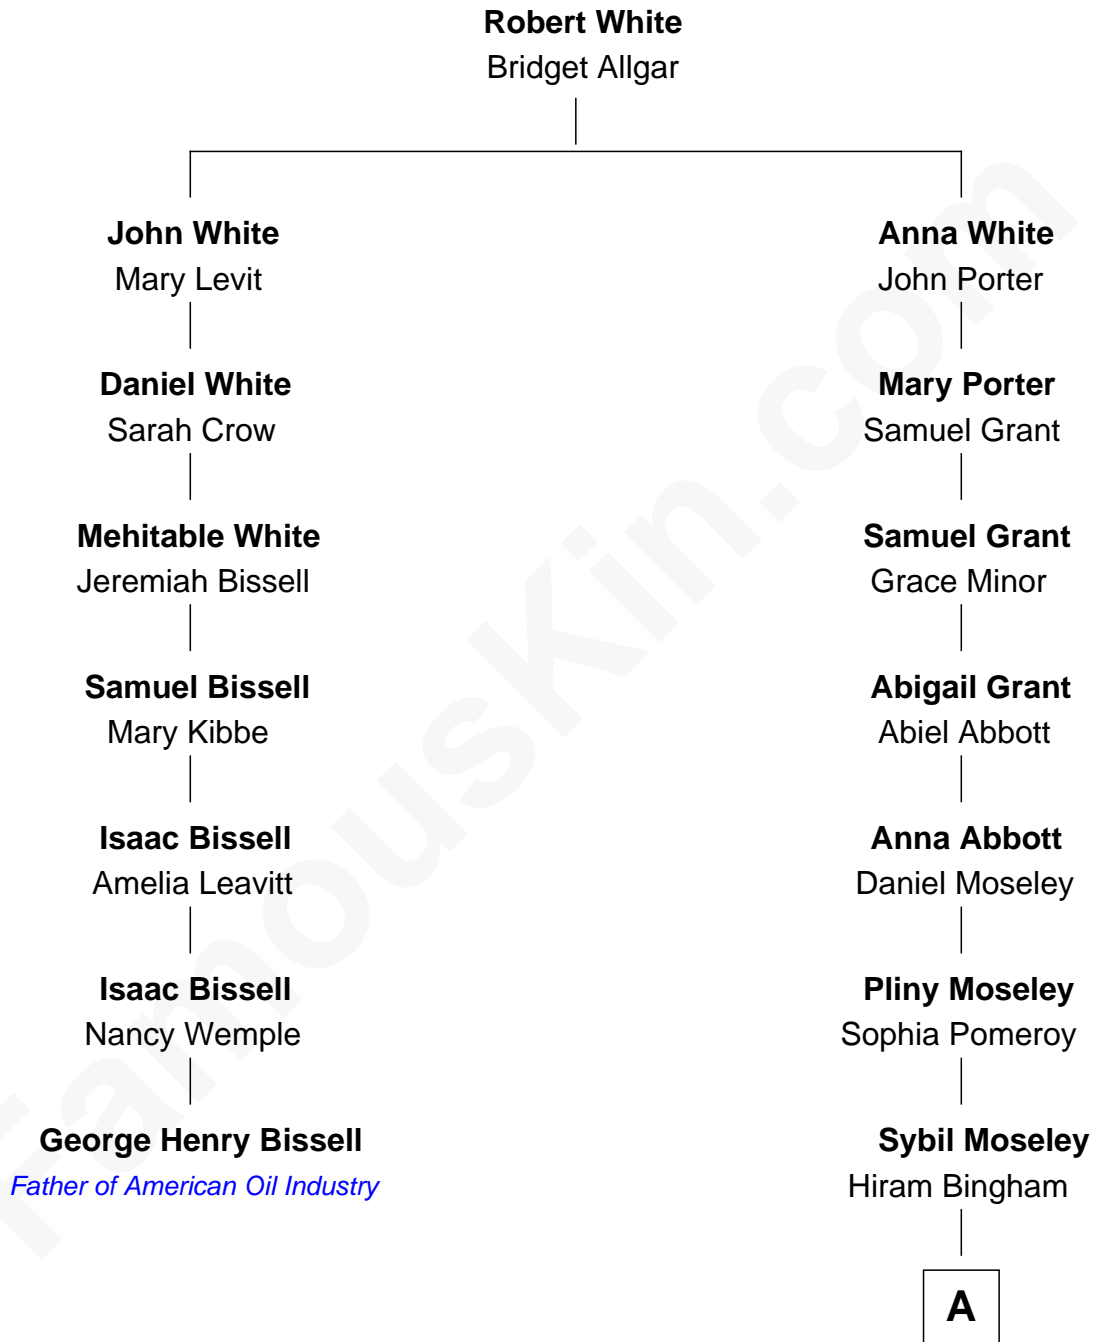 Robert White
Bridget Allgar
John White
Mary Levit
Anna White
John Porter
Daniel White
Sarah Crow
Mary Porter
Samuel Grant
Mehitable White
Jeremiah Bissell
Samuel Grant
Grace Minor
Samuel Bissell
Mary Kibbe
Abigail Grant
Abiel Abbott
Isaac Bissell
Amelia Leavitt
Anna Abbott
Daniel Moseley
Isaac Bissell
Nancy Wemple
Pliny Moseley
Sophia Pomeroy
George Henry Bissell
Father of American Oil Industry
Sybil Moseley
Hiram Bingham
A
FamousKin.com